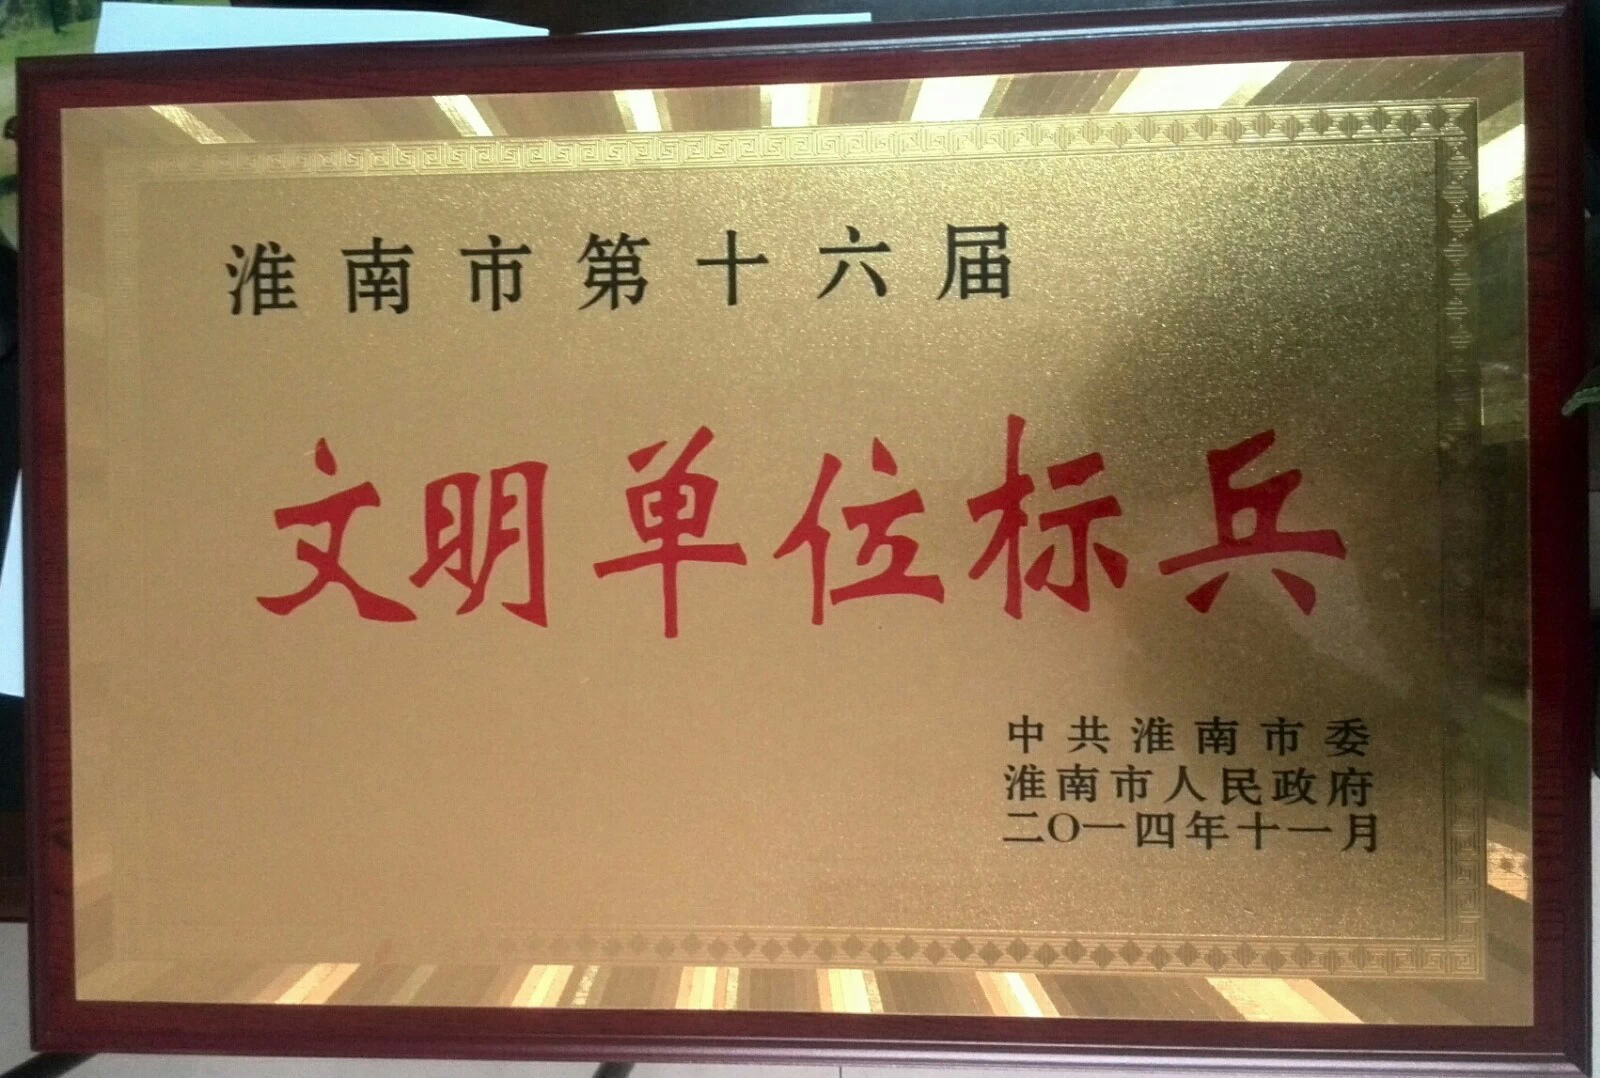 淮南市第十六届
文明单位标兵
中共淮南市委
淮南市人民政府
二〇一四年十一月